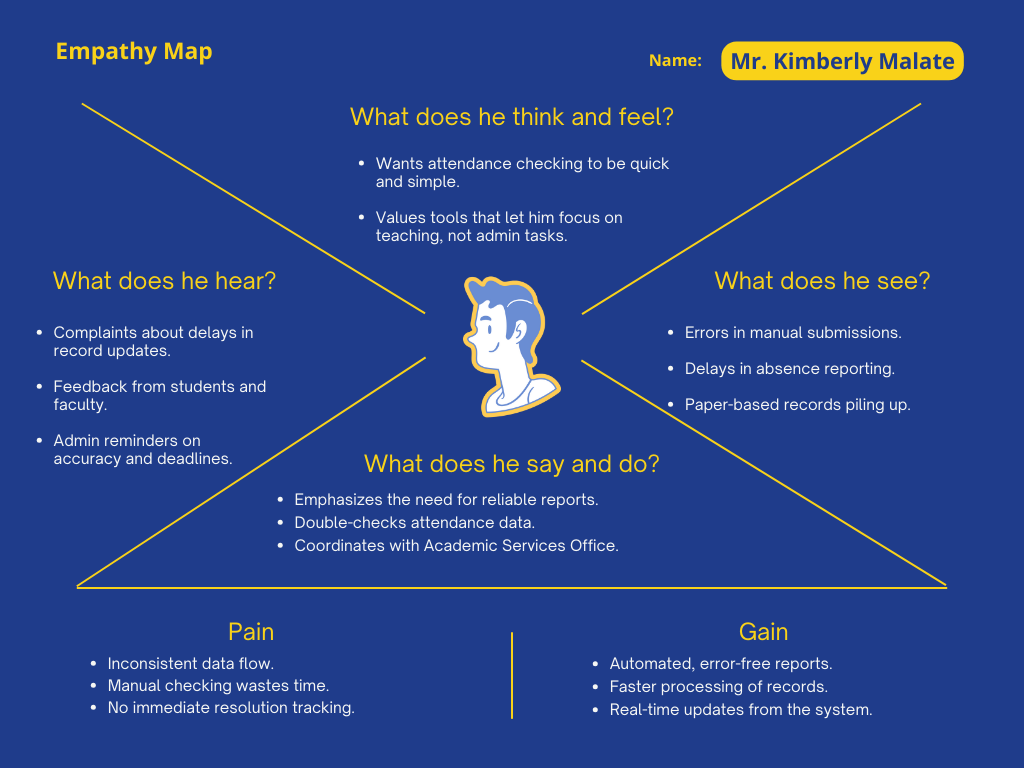 Empathy Map
Name:
Mr. Kimberly Malate
What does he think and feel?
• Wants attendance checking to be quick
and simple.
• Values tools that let him focus on
teaching, not admin tasks.
What does he hear?
• Complaints about delays in
record updates.
• Feedback from students and
faculty.
• Admin reminders on
accuracy and deadlines.
What does he see?
• Errors in manual submissions.
• Delays in absence reporting.
• Paper-based records piling up.
What does he say and do?
• Emphasizes the need for reliable reports.
• Double-checks attendance data.
• Coordinates with Academic Services Office.
Pain
• Inconsistent data flow.
• Manual checking wastes time.
• No immediate resolution tracking.
Gain
• Automated, error-free reports.
• Faster processing of records.
• Real-time updates from the system.